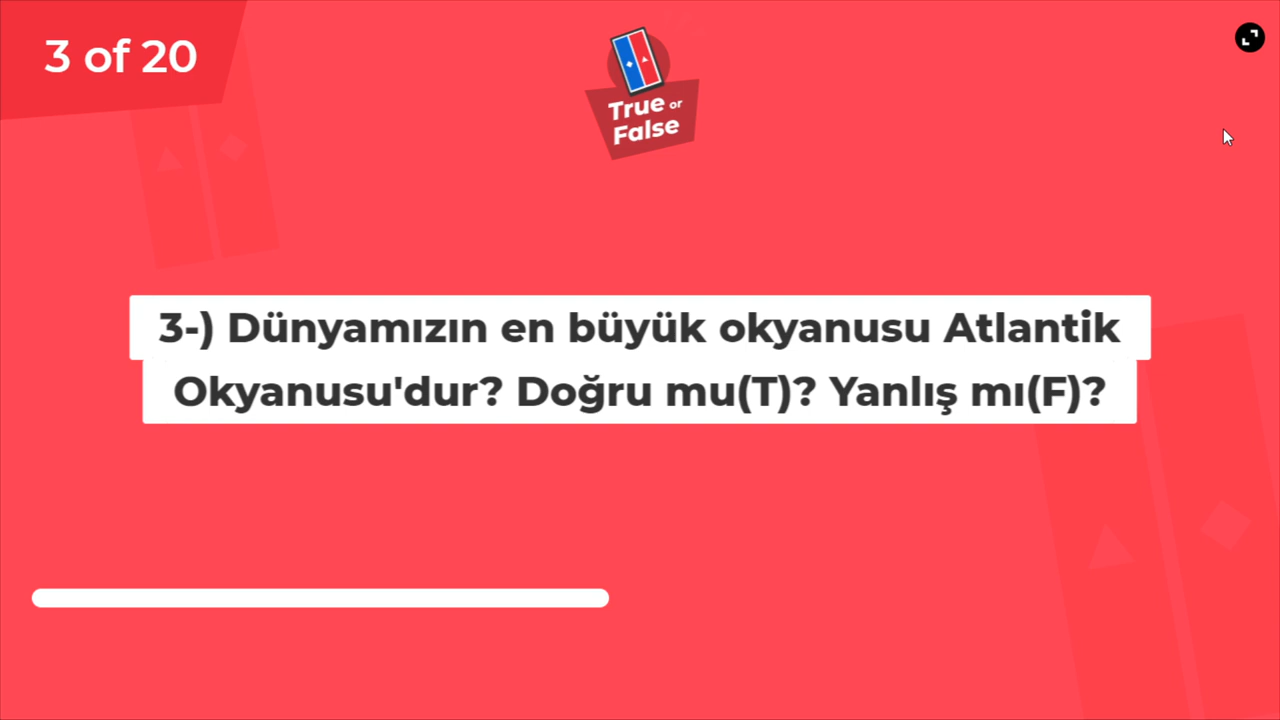 3 of 20
True or
False
3-) Dünyamızın en büyük okyanusu Atlantik
Okyanusu'dur? Doğru mu(T)? Yanlış mı(F)?